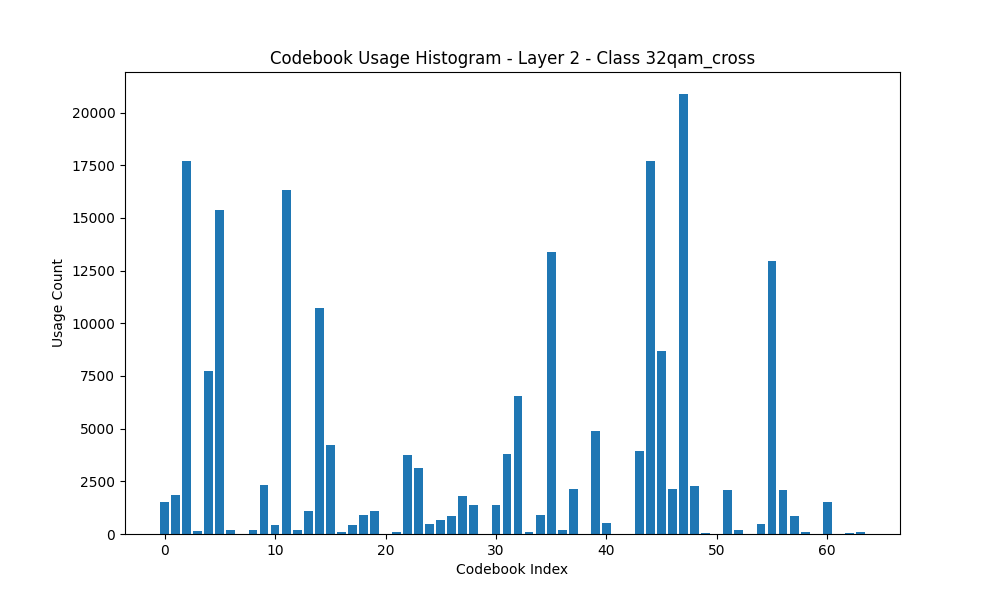 Codebook Usage Histogram - Layer 2 - Class 32qam_cross
20000
17500
15000
12500
10000
7500
5000
2500
0
Usage Count
0 10 20 30 40 50 60
Codebook Index